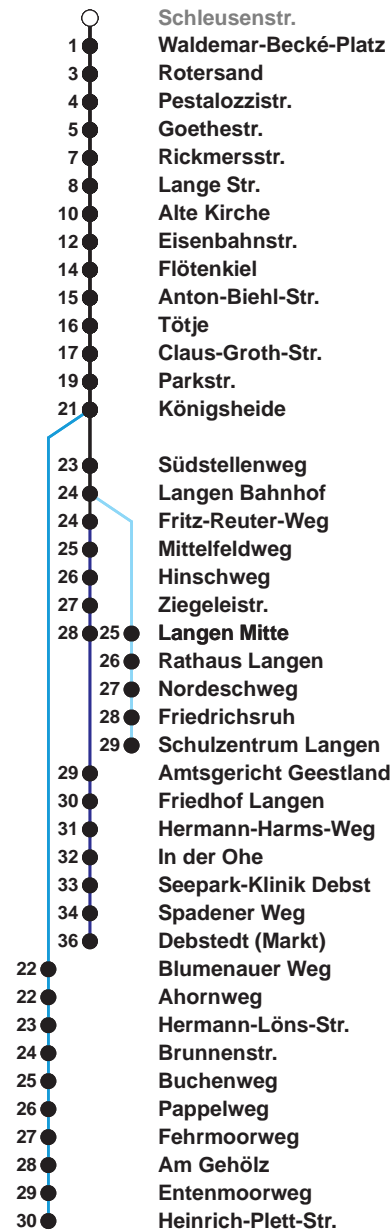 Schleusenstr.
1 Waldemar-Becké-Platz
3 Rotersand
4 Pestalozzistr.
5 Goethestr.
7 Rickmersstr.
8 Lange Str.
10 Alte Kirche
12 Eisenbahnstr.
14 Flötenkiel
15 Anton-Biehl-Str.
16 Tötje
17 Claus-Groth-Str.
19 Parkstr.
21 Königsheide
23 Südstellenweg
24 Langen Bahnhof
24 Fritz-Reuter-Weg
25 Mittelfeldweg
26 Hinschweg
27 Ziegeleistr.
28 25 Langen Mitte
26 Rathaus Langen
27 Nordeschweg
28 Friedrichsruh
29 Schulzentrum Langen
29 Amtsgericht Geestland
30 Friedhof Langen
31 Hermann-Harms-Weg
32 In der Ohe
33 Seepark-Klinik Debst
34 Spadener Weg
36 Debstedt (Markt)
22 Blumenauer Weg
22 Ahornweg
23 Hermann-Löns-Str.
24 Brunnenstr.
25 Buchenweg
26 Pappelweg
27 Fehrmoorweg
28 Am Gehölz
29 Entenmoorweg
30 Heinrich-Plett-Str.